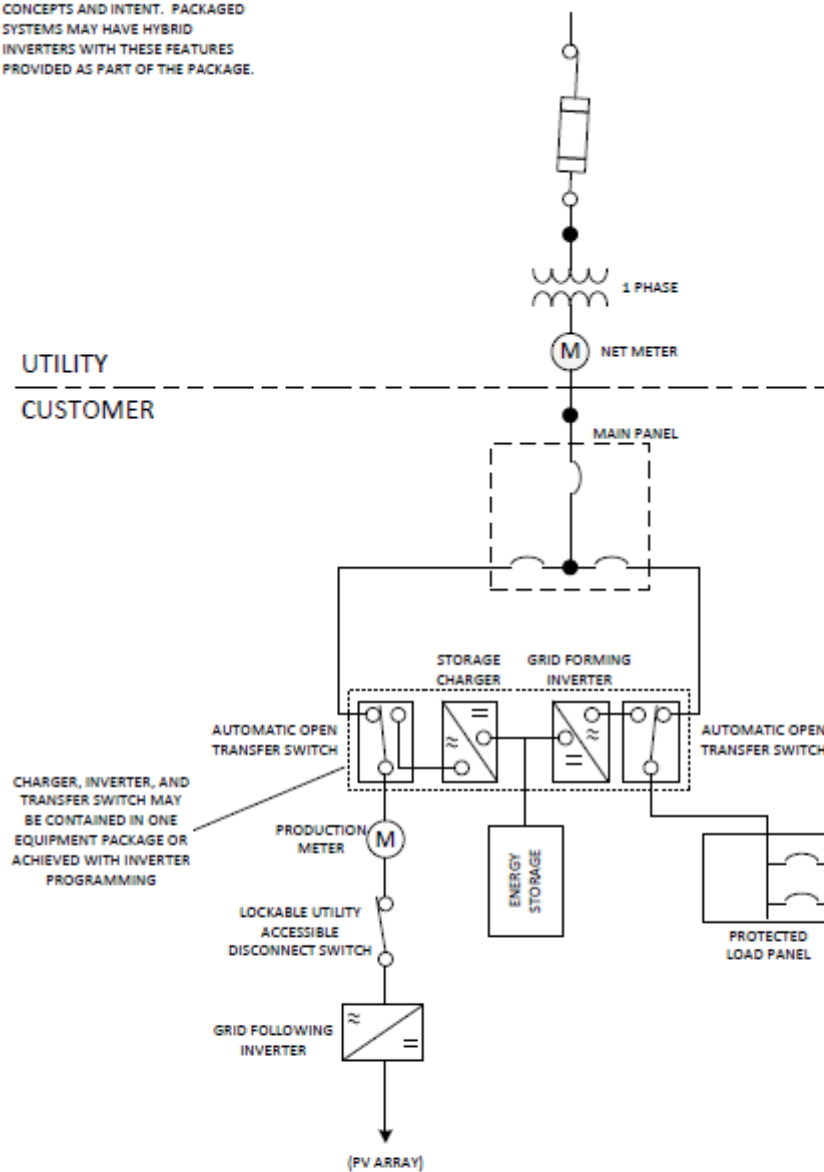 CONCEPTS AND INTENT. PACKAGED
SYSTEMS MAY HAVE HYBRID
INVERTERS WITH THESE FEATURES
PROVIDED AS PART OF THE PACKAGE.
1 PHASE
M
NET METER
UTILITY
CUSTOMER
MAIN PANEL
STORAGE
CHARGER
GRID FORMING
INVERTER
AUTOMATIC OPEN
TRANSFER SWITCH
AUTOMATIC OPEN
TRANSFER SWITCH
CHARGER, INVERTER, AND
TRANSFER SWITCH MAY
BE CONTAINED IN ONE
EQUIPMENT PACKAGE OR
ACHIEVED WITH INVERTER
PROGRAMMING
PRODUCTION
METER
M
ENERGY
STORAGE
LOCKABLE UTILITY
ACCESSIBLE
DISCONNECT SWITCH
PROTECTED
LOAD PANEL
GRID FOLLOWING
INVERTER
(PV ARRAY)